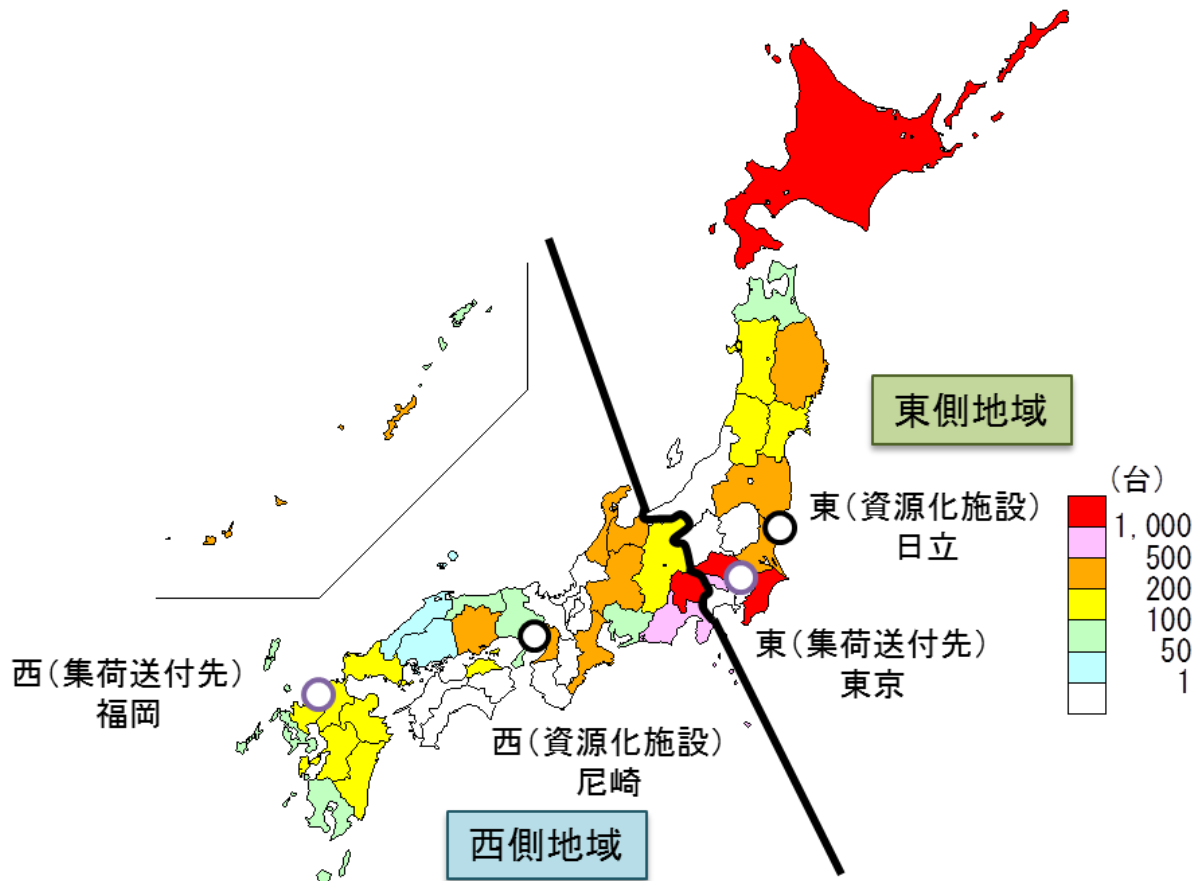 東側地域
(台)
1,000
500
200
100
50
1
東(資源化施設)
日立
東(集荷送付先)
東京
西(集荷送付先)
福岡
西(資源化施設)
尼崎
西側地域